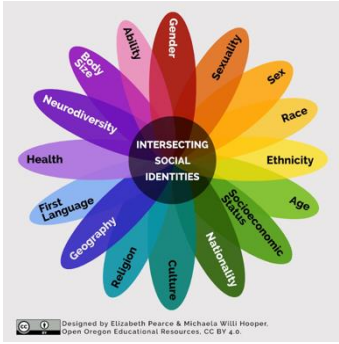 Gender
Sexuality
Sex
Race
Ethnicity
Age
Socioeconomic
Status
Nationality
Culture
Religion
Geography
First
Language
Health
Neurodiversity
Body
Size
Ability
INTERSECTING
SOCIAL
IDENTITIES
Designed by Elizabeth Pearce & Michaela Willi Hooper,
Open Oregon Educational Resources, CC BY 4.0.